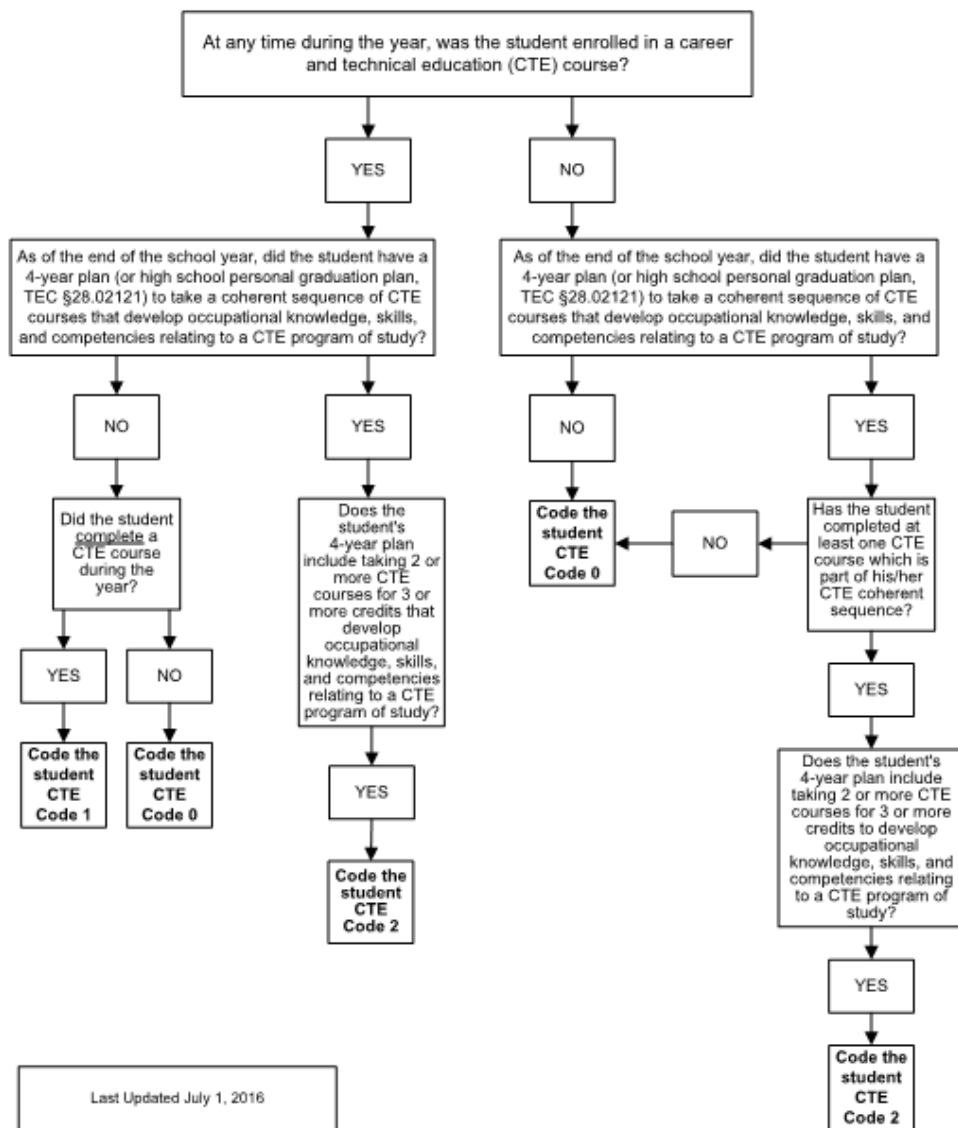 At any time during the year, was the student enrolled in a career
and technical education (CTE) course?
YES
NO
As of the end of the school year, did the student have a
4-year plan (or high school personal graduation plan,
TEC §28.02121) to take a coherent sequence of CTE
courses that develop occupational knowledge, skills,
and competencies relating to a CTE program of study?
As of the end of the school year, did the student have a
4-year plan (or high school personal graduation plan,
TEC §28.02121) to take a coherent sequence of CTE
courses that develop occupational knowledge, skills, and
competencies relating to a CTE program of study?
NO
YES
NO
YES
Did the student
complete a
CTE course
during the
year?
Does the
student's
4-year plan
include taking 2 or
more CTE
courses for 3 or
more credits that
develop
occupational
knowledge, skills,
and competencies
relating to a CTE
program of study?
Code the
student
CTE
Code 0
NO
Has the student
completed at
least one CTE
course which is
part of his/her
CTE coherent
sequence?
YES
NO
YES
Code the
student
CTE
Code 1
Code the
student
CTE
Code 0
YES
Code the
student
CTE
Code 2
Does the student's
4-year plan include
taking 2 or more CTE
courses for 3 or more
credits to develop
occupational
knowledge, skills, and
competencies relating
to a CTE program of
study?
YES
Code the
student
CTE
Code 2
Last Updated July 1, 2016